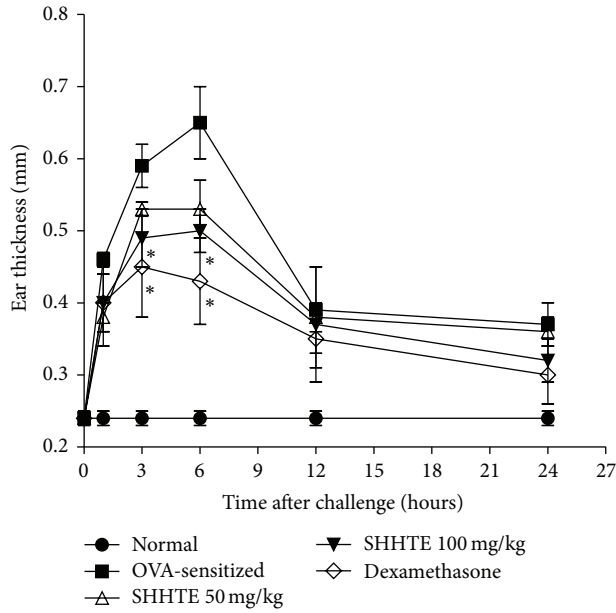 0.8
0.7
0.6
0.5
0.4
0.3
0.2
Ear thickness (mm)
*
*
*
*
0 3 6 9 12 15 18 21 24 27
Time after challenge (hours)
Normal
OVA-sensitized
SHHTE 50 mg/kg
SHHTE 100 mg/kg
Dexamethasone